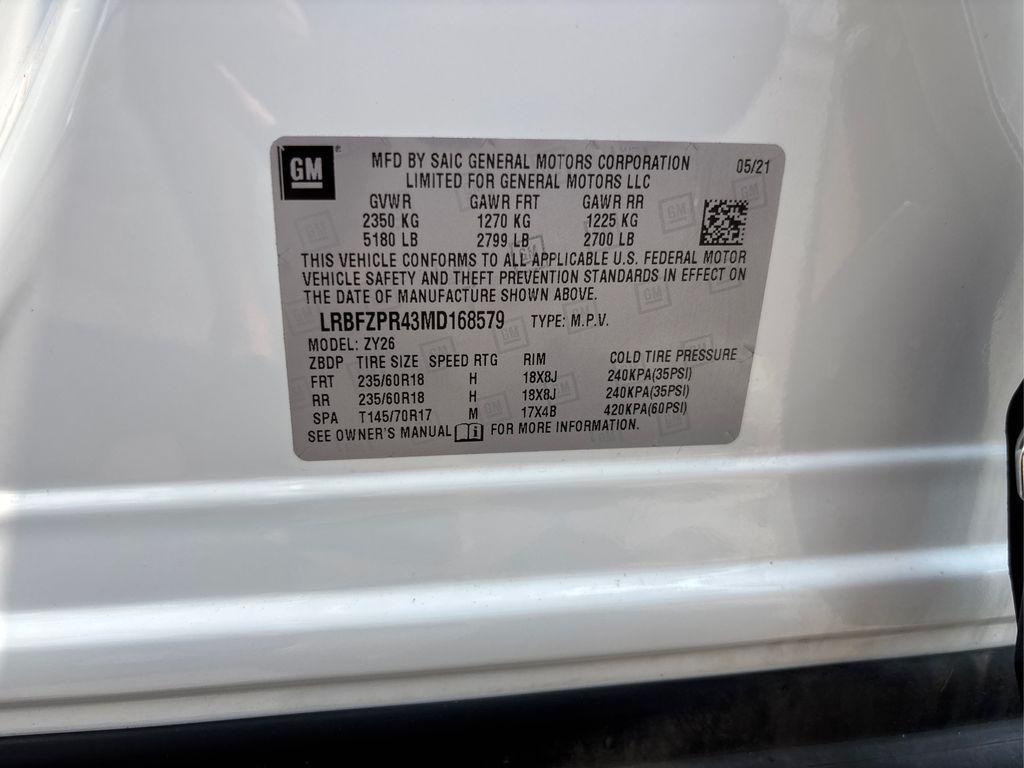 GM
MFD BY SAIC GENERAL MOTORS CORPORATION 05/21
LIMITED FOR GENERAL MOTORS LLC
GVWR GAWR FRT GAWR RR
2350 KG 1270 KG 1225 KG
5180 LB 2799 LB 2700 LB
THIS VEHICLE CONFORMS TO ALL APPLICABLE U.S. FEDERAL MOTOR
VEHICLE SAFETY AND THEFT PREVENTION STANDARDS IN EFFECT ON
THE DATE OF MANUFACTURE SHOWN ABOVE.
LRBFZPR43MD168579 TYPE: M.P.V.
MODEL: ZY26
ZBDP TIRE SIZE SPEED RTG RIM COLD TIRE PRESSURE
FRT 235/60R18 H 18X8J 240KPA(35PSI)
RR 235/60R18 H 18X8J 240KPA(35PSI)
SPA T145/70R17 M 17X4B 420KPA(60PSI)
SEE OWNER'S MANUAL FOR MORE INFORMATION.